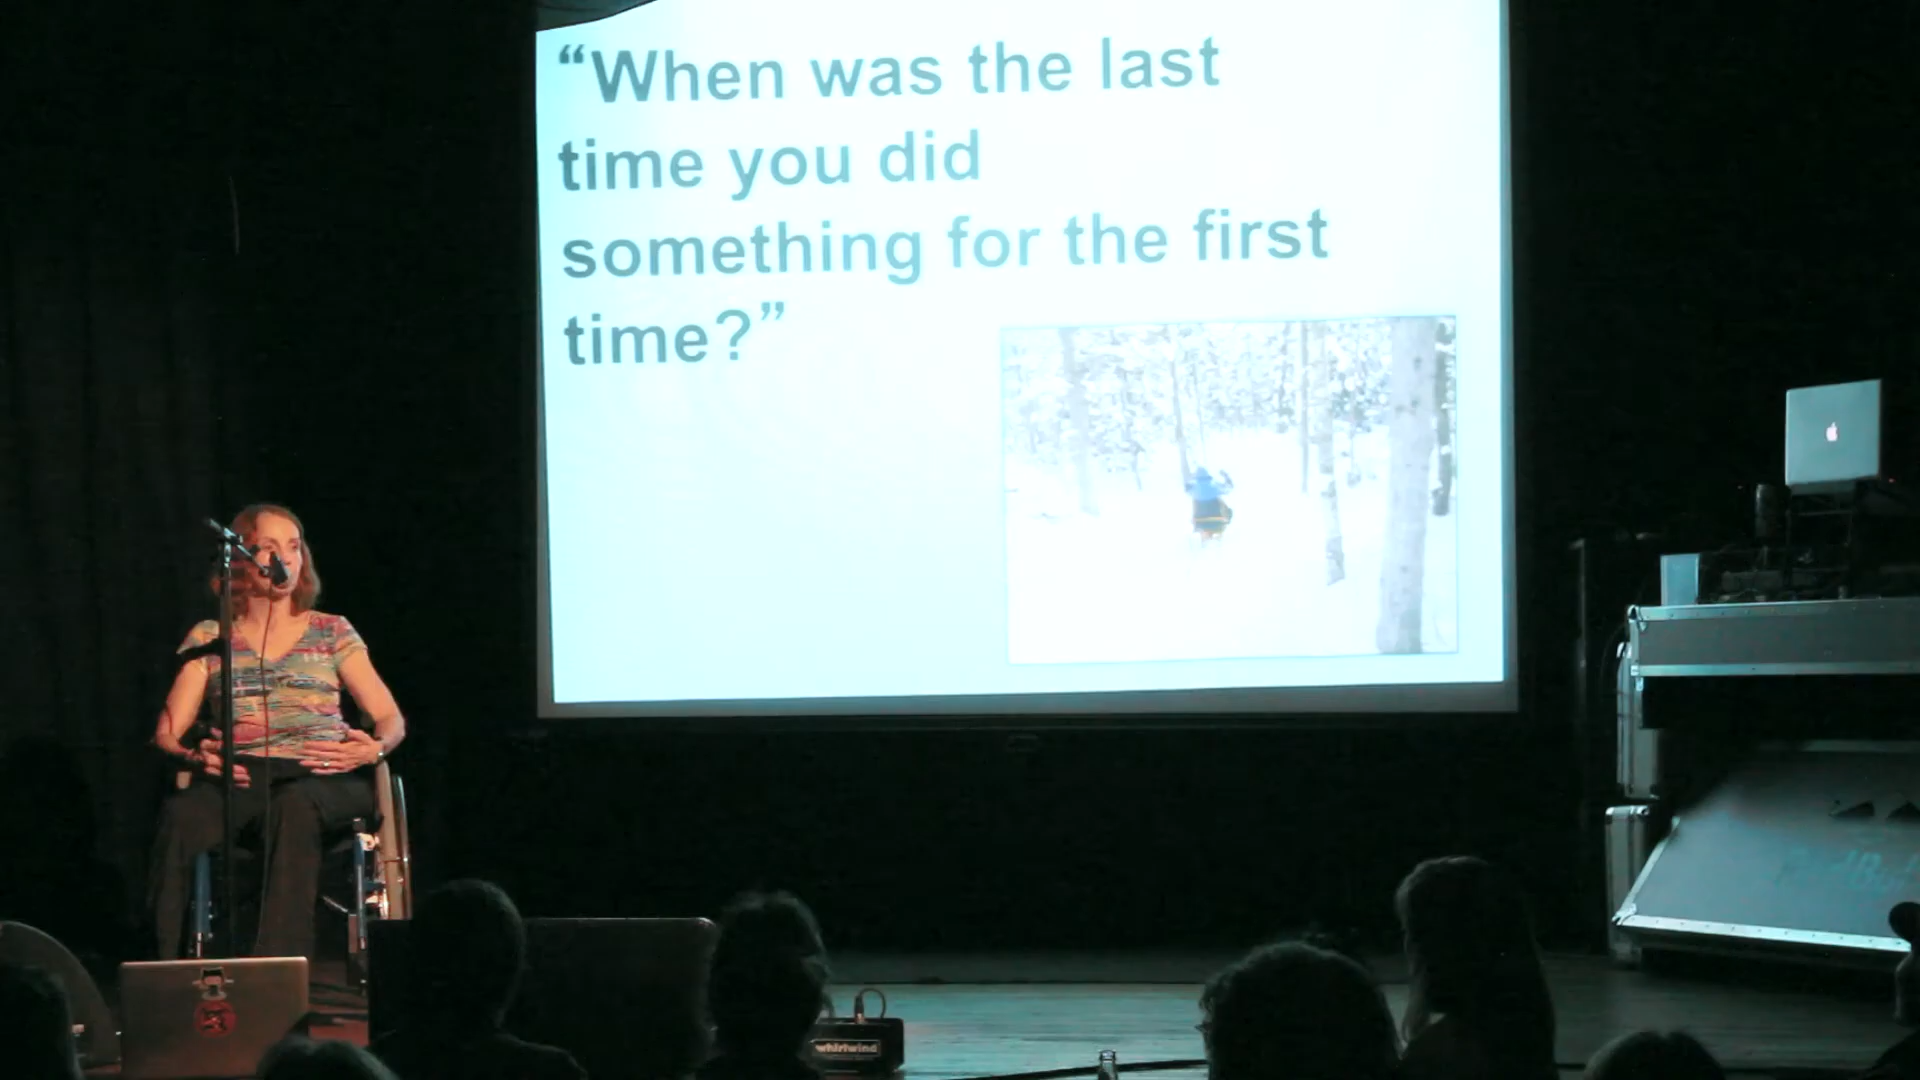 “When was the last
time you did
something for the first
time?”
whirlwind